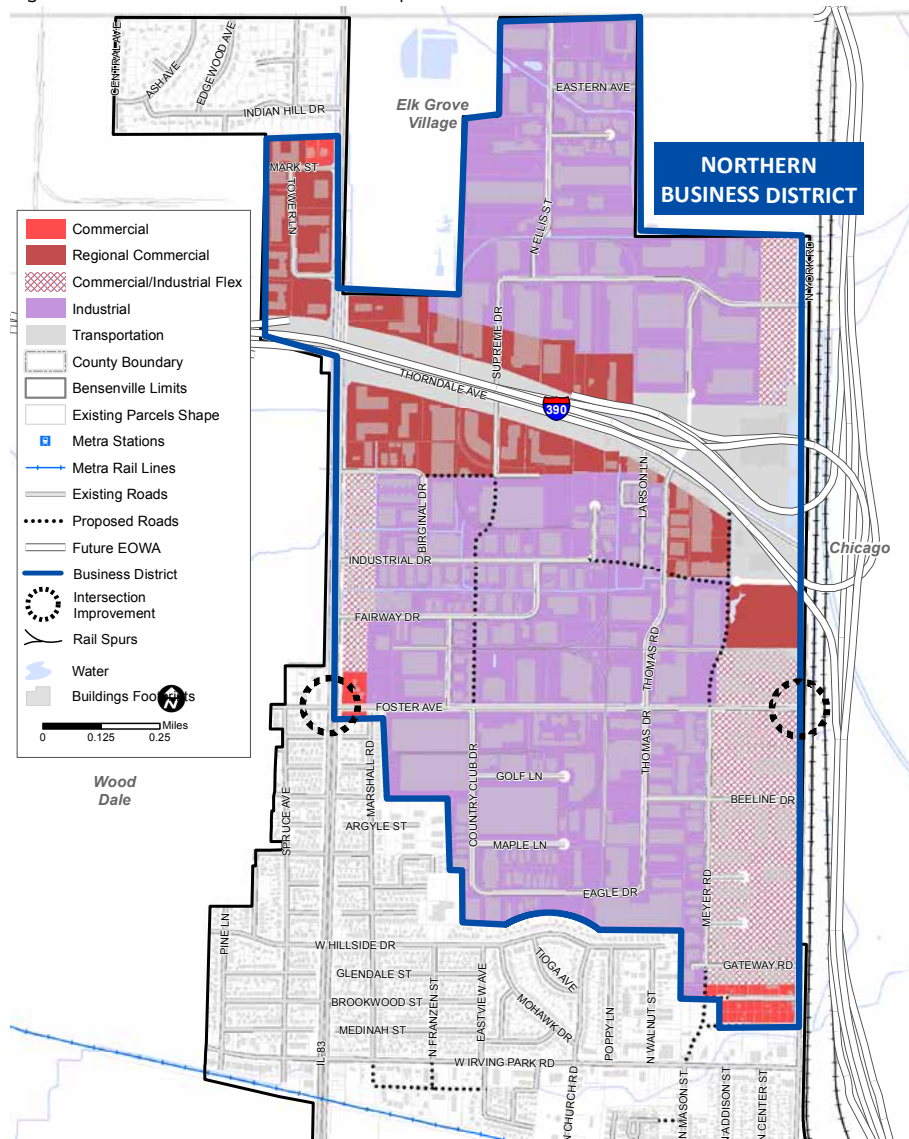 CENTRAL AVE
ASH AVE
EDGEWOOD AVE
INDIAN HILL DR
Elk Grove
Village
EASTERN AVE
NORTHERN
BUSINESS DISTRICT
MARK ST
TOWER LN
N ELLIS ST
N YORK RD
Commercial
Regional Commercial
Commercial/Industrial Flex
Industrial
Transportation
County Boundary
Bensenville Limits
Existing Parcels Shape
Metra Stations
Metra Rail Lines
Existing Roads
Proposed Roads
Future EOWA
Business District
Intersection
Improvement
Rail Spurs
Water
Buildings Footprints
N
Miles
0 0.125 0.25
SUPREME DR
THORNDALE AVE
390
BIRGINAL DR
LARSON LN
INDUSTRIAL DR
Chicago
FAIRWAY DR
THOMAS RD
FOSTER AVE
Wood
Dale
SPRUCE AVE
MARSHALL RD
COUNTRY CLUB DR
THOMAS DR
GOLF LN
BEELINE DR
ARGYLE ST
MAPLE LN
EAGLE DR
MEYER RD
PINE LN
W HILLSIDE DR
TIOGA AVE
GATEWAY RD
GLENDALE ST
BROOKWOOD ST
MEDINAH ST
N FRANZEN ST
EASTVIEW AVE
MOHAWK DR
POPPY LN
N WALNUT ST
IL-83
W IRVING PARK RD
N CHURCH RD
N MASON ST
N ADDISON ST
N CENTER ST